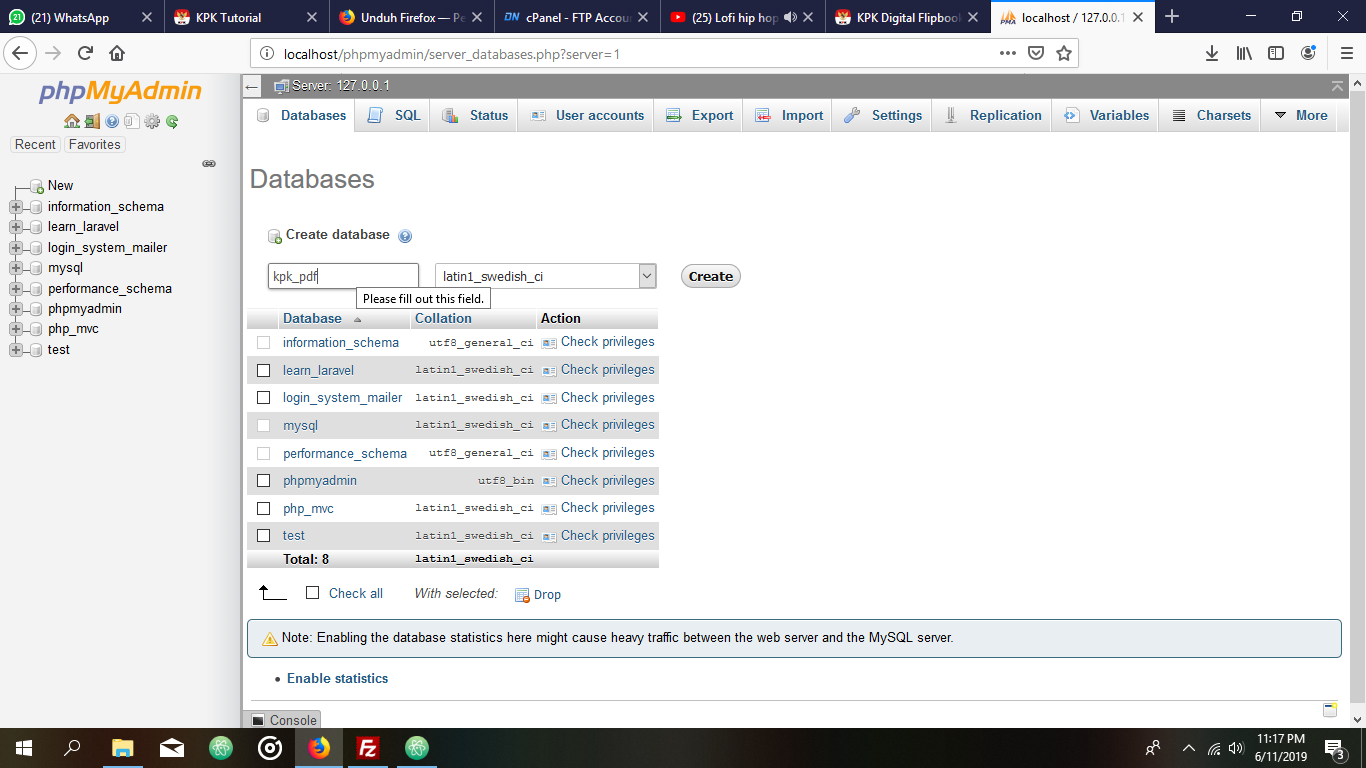 (21) WhatsApp
KPK Tutorial
Unduh Firefox — Pe
DN cPanel - FTP Accou
(25) Lofi hip hop
KPK Digital Flipbook
PMA localhost / 127.0.0.1
localhost/phpmyadmin/server_databases.php?server=1
phpMyAdmin
Recent Favorites
New
information_schema
learn_laravel
login_system_mailer
mysql
performance_schema
phpmyadmin
php_mvc
test
Server: 127.0.0.1
Databases SQL Status User accounts Export Import Settings Replication Variables Charsets More
Databases
Create database
kpk_pdf latin1_swedish_ci Create
Please fill out this field.
Database Collation Action
information_schema utf8_general_ci Check privileges
learn_laravel latin1_swedish_ci Check privileges
login_system_mailer latin1_swedish_ci Check privileges
mysql latin1_swedish_ci Check privileges
performance_schema utf8_general_ci Check privileges
phpmyadmin utf8_bin Check privileges
php_mvc latin1_swedish_ci Check privileges
test latin1_swedish_ci Check privileges
Total: 8 latin1_swedish_ci
Check all With selected: Drop
Note: Enabling the database statistics here might cause heavy traffic between the web server and the MySQL server.
• Enable statistics
Console
Fz
11:17 PM
6/11/2019
3